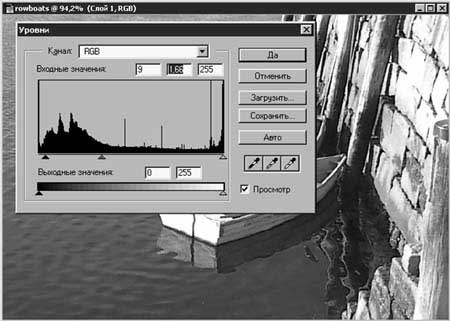 rowboats @ 94,2% (Слой 1, RGB)
Уровни
Канал: RGB
Входные значения: 9 1,66 255
Да
Отменить
Загрузить...
Сохранить...
Авто
Выходные значения: 0 255
Просмотр